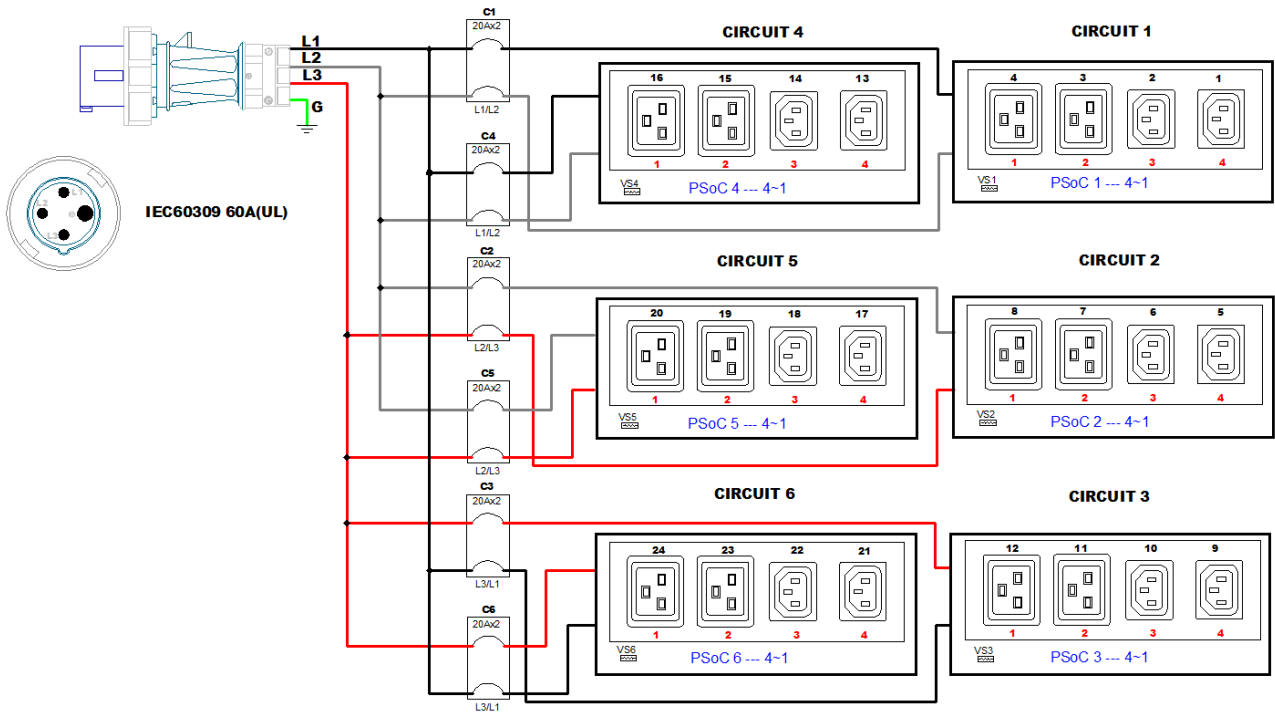 L1
L2
L3
G
L1
L2
L3
IEC60309 60A(UL)
C1
20Ax2
L1/L2
C4
20Ax2
L1/L2
C2
20Ax2
L2/L3
C5
20Ax2
L2/L3
C3
20Ax2
L3/L1
C6
20Ax2
L3/L1
CIRCUIT 4
16 15 14 13
1 2 3 4
VS4
PSoC 4 --- 4~1
CIRCUIT 1
4 3 2 1
1 2 3 4
VS1
PSoC 1 --- 4~1
CIRCUIT 5
20 19 18 17
1 2 3 4
VS5
PSoC 5 --- 4~1
CIRCUIT 2
8 7 6 5
1 2 3 4
VS2
PSoC 2 --- 4~1
CIRCUIT 6
24 23 22 21
1 2 3 4
VS6
PSoC 6 --- 4~1
CIRCUIT 3
12 11 10 9
1 2 3 4
VS3
PSoC 3 --- 4~1